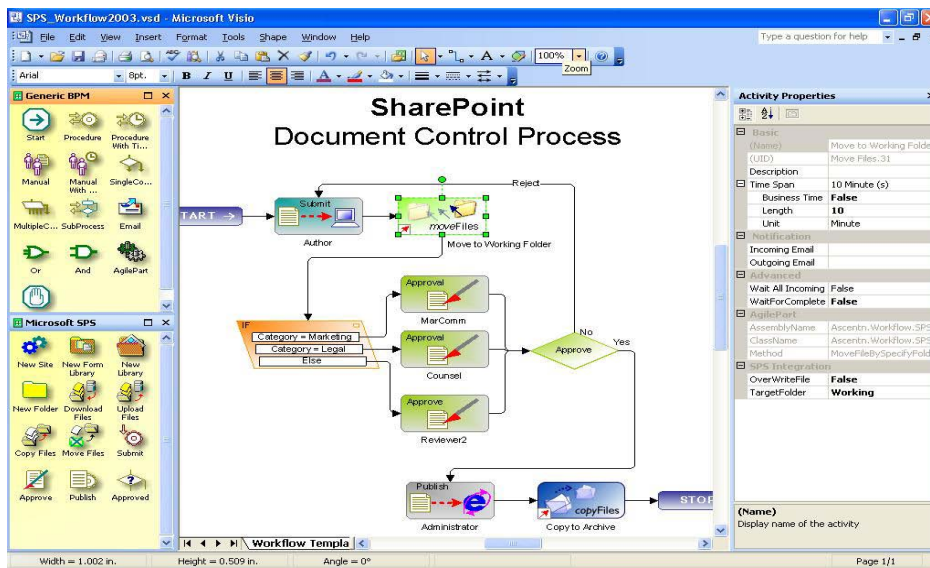 SPS_Workflow2003.vsd - Microsoft Visio
File Edit View Insert Format Tools Shape Window Help
Type a question for help
100%
Zoom
Arial 8pt. B I U
Generic BPM
Start Procedure Procedure With Ti...
Manual Manual With ... SingleCo...
MultipleC... SubProcess Email
Or And AgilePart
Microsoft SPS
New Site New Form Library New Library
New Folder Download Files Upload Files
Copy Files Move Files Submit
Approve Publish Approved
SharePoint
Document Control Process
Reject
TART
Submit
Author
moveFiles
Move to Working Folder
IF
Category = Marketing
Category = Legal
Else
Approval
MarComm
Approval
Counsel
Approve
Reviewer2
No
Approve
Yes
Publish
Administrator
copyFiles
Copy to Archive
STOP
Workflow Templa
Activity Properties
Basic
(Name) Move to Working Folde
(UID) Move Files.31
Description
Time Span 10 Minute (s)
Business Time False
Length 10
Unit Minute
Notification
Incoming Email
Outgoing Email
Advanced
Wait All Incoming False
WaitForComplete False
AgilePart
AssemblyName Ascentn.Workflow.SPS
ClassName Ascentn.Workflow.SPS
Method MoveFileBySpecifyFold
SPS Integration
OverWriteFile False
TargetFolder Working
(Name)
Display name of the activity
Width = 1.002 in. Height = 0.509 in. Angle = 0° Page 1/1